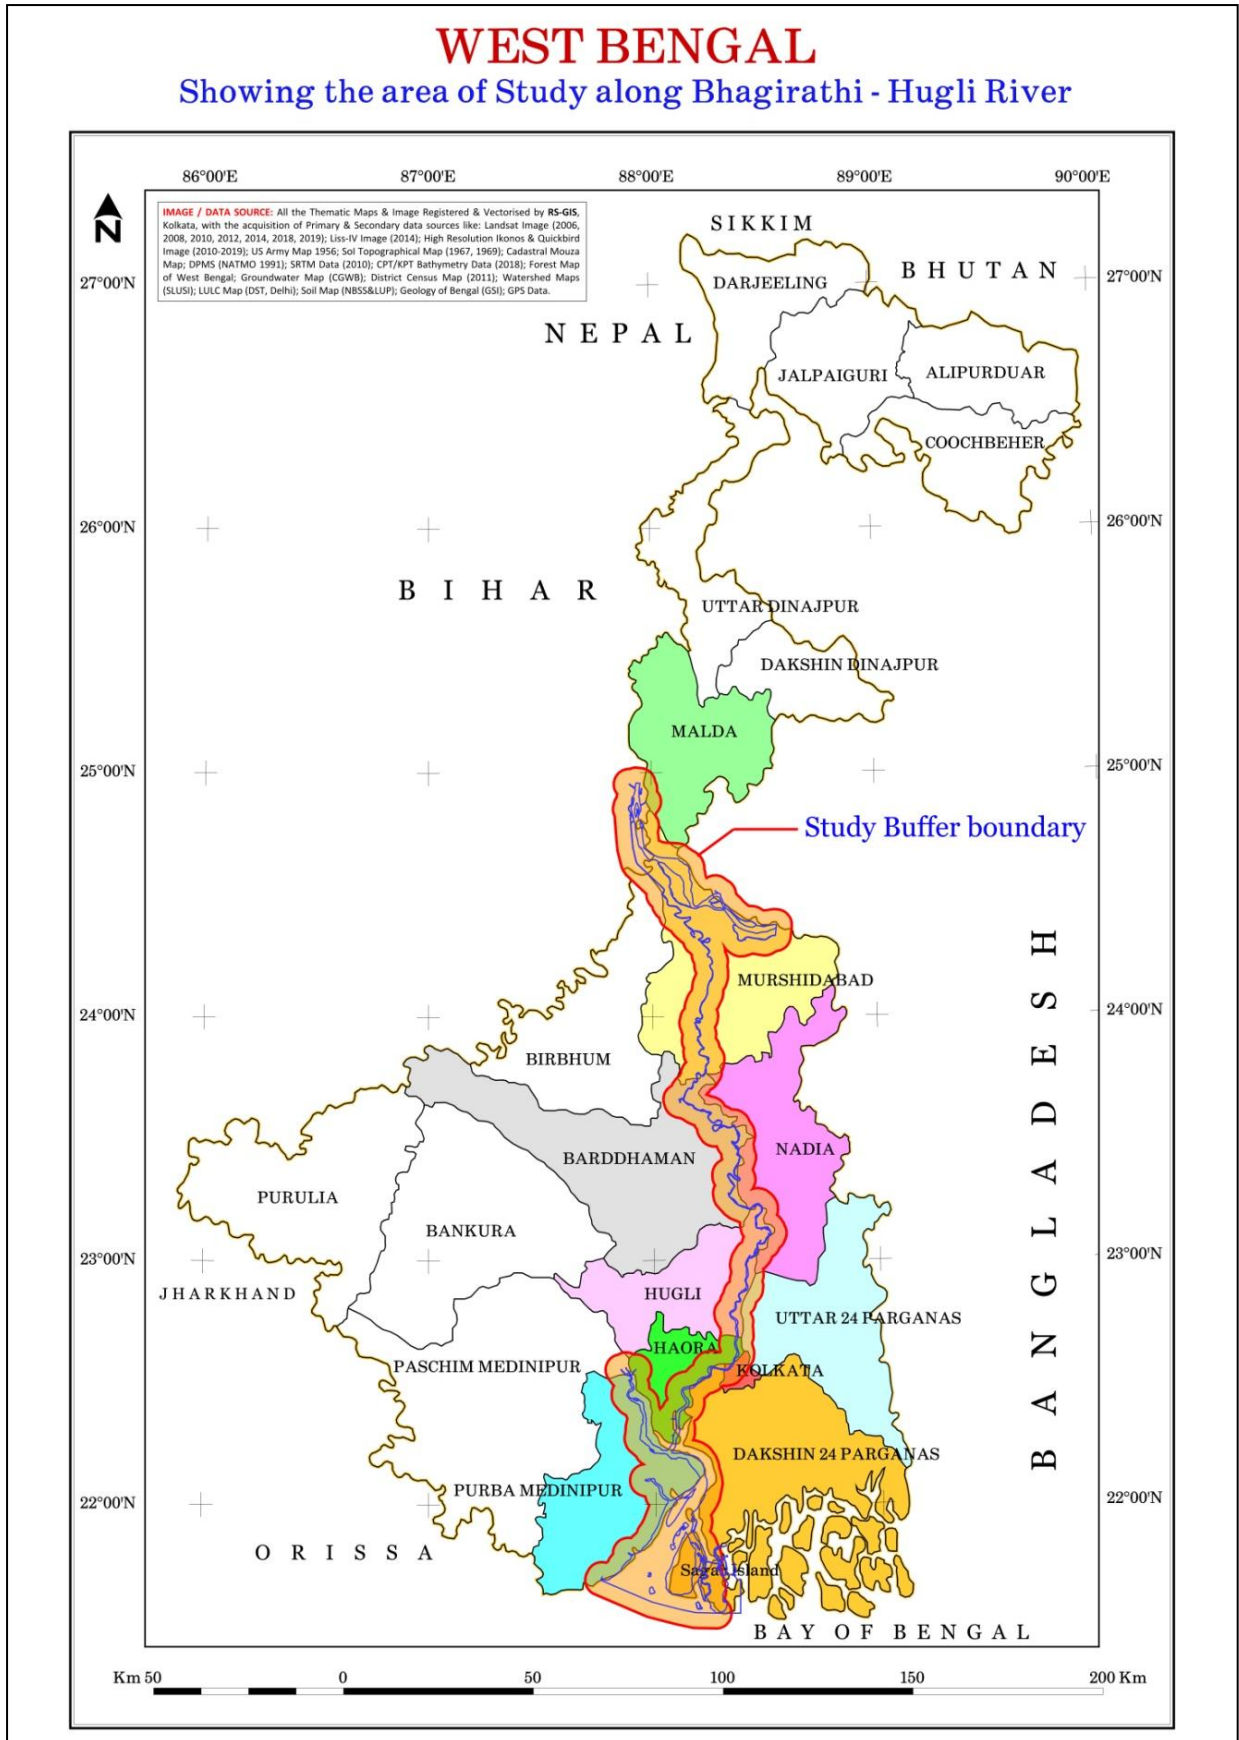 WEST BENGAL
Showing the area of Study along Bhagirathi - Hugli River
86°00'E 87°00'E 88°00'E 89°00'E 90°00'E
N
IMAGE / DATA SOURCE: All the Thematic Maps & Image Registered & Vectorised by RS-GIS,
Kolkata, with the acquisition of Primary & Secondary data sources like: Landsat Image (2006,
2008, 2010, 2012, 2014, 2018, 2019); Liss-IV Image (2014); High Resolution Ikonos & Quickbird
Image (2010-2019); US Army Map 1956; SoI Topographical Map (1967, 1969); Cadastral Mouza
Map; DPMS (NATMO 1991); SRTM Data (2010); CPT/KPT Bathymetry Data (2018); Forest Map
of West Bengal; Groundwater Map (CGWB); District Census Map (2011); Watershed Maps
(SLUSI); LULC Map (DST, Delhi); Soil Map (NBSS&LUP); Geology of Bengal (GSI); GPS Data.
SIKKIM
BHUTAN
27°00'N
DARJEELING
27°00'N
NEPAL
JALPAIGURI
ALIPURDUAR
COOCHBEHER
26°00'N
26°00'N
BIHAR
UTTAR DINAJPUR
DAKSHIN DINAJPUR
MALDA
25°00'N
25°00'N
Study Buffer boundary
BANGLADESH
MURSHIDABAD
24°00'N
24°00'N
BIRBHUM
NADIA
BARDDHAMAN
PURULIA
BANKURA
23°00'N
23°00'N
JHARKHAND
HUGLI
UTTAR 24 PARGANAS
HAORA
PASCHIM MEDINIPUR
KOLKATA
DAKSHIN 24 PARGANAS
PURBA MEDINIPUR
22°00'N
22°00'N
ORISSA
Sagar Island
BAY OF BENGAL
Km 50 0 50 100 150 200 Km